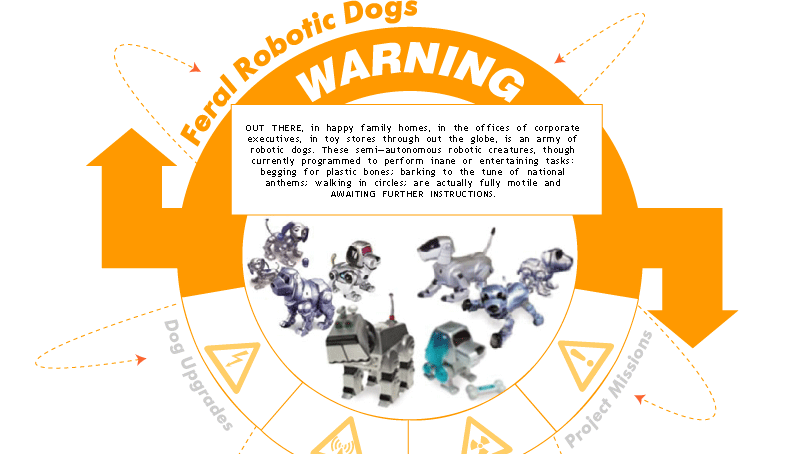 Feral Robotic Dogs
WARNING
OUT THERE, in happy family homes, in the offices of corporate
executives, in toy stores through out the globe, is an army of
robotic dogs. These semi-autonomous robotic creatures, though
currently programmed to perform inane or entertaining tasks:
begging for plastic bones; barking to the tune of national
anthems; walking in circles; are actually fully motile and
AWAITING FURTHER INSTRUCTIONS.
Dog Upgrades
Project Missions